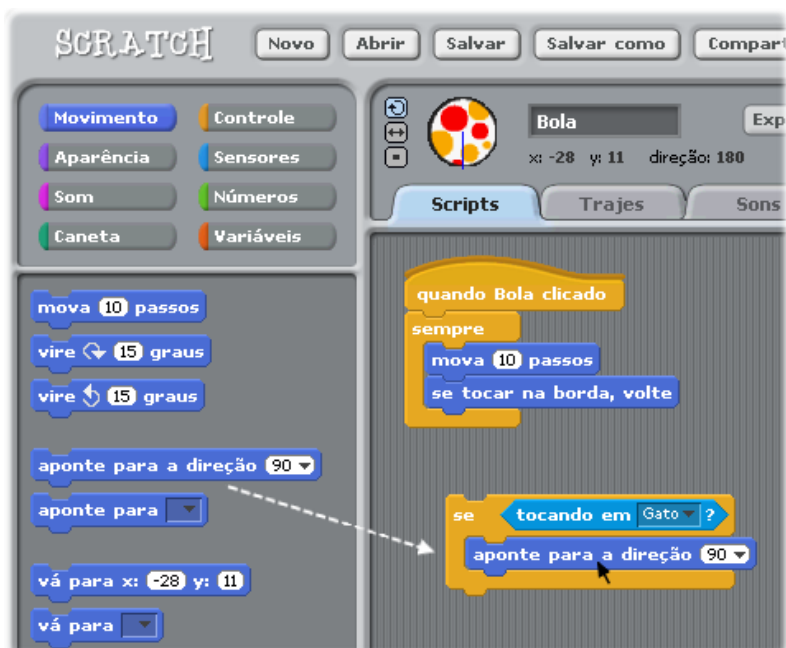 SCRATCH Novo Abrir Salvar Salvar como Compart
Movimento Controle
Aparência Sensores
Som Números
Caneta Variáveis
Bola Exp
x: -28 y: 11 direção: 180
Scripts Trajes Sons
mova 10 passos
vire 15 graus
vire 15 graus
aponte para a direção 90
aponte para
vá para x: -28 y: 11
vá para
quando Bola clicado
sempre
mova 10 passos
se tocar na borda, volte
se tocando em Gato ?
aponte para a direção 90